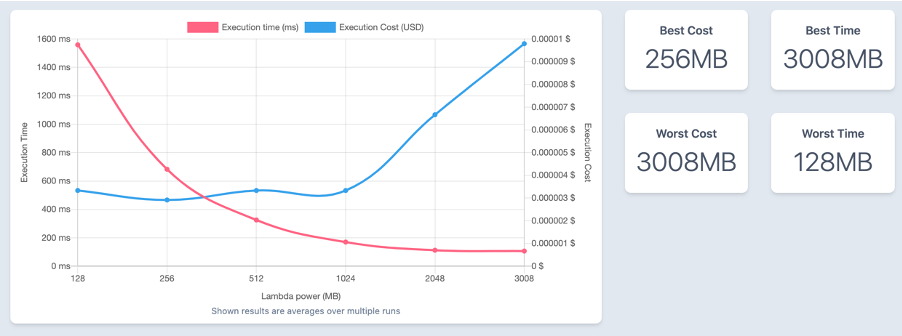 Execution time (ms) Execution Cost (USD)
1600 ms 0.00001 $
0.000009 $
1400 ms
0.000008 $
1200 ms
0.000007 $
1000 ms
0.000006 $
800 ms
0.000005 $
0.000004 $
600 ms
0.000003 $
400 ms
0.000002 $
200 ms
0.000001 $
0 ms 0 $
Execution Time
Execution Cost
128 256 512 1024 2048 3008
Lambda power (MB)
Shown results are averages over multiple runs
Best Cost
256MB
Best Time
3008MB
Worst Cost
3008MB
Worst Time
128MB